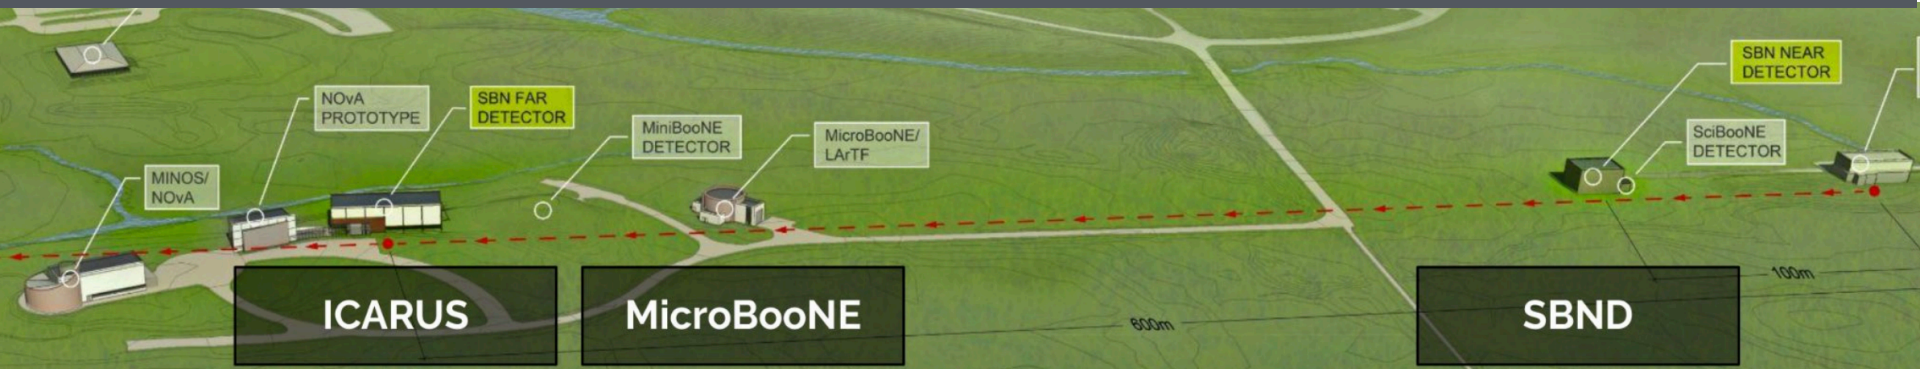 NOvA
PROTOTYPE
SBN FAR
DETECTOR
MiniBooNE
DETECTOR
MicroBooNE/
LArTF
SBN NEAR
DETECTOR
SciBooNE
DETECTOR
MINOS/
NOvA
100m
600m
ICARUS
MicroBooNE
SBND